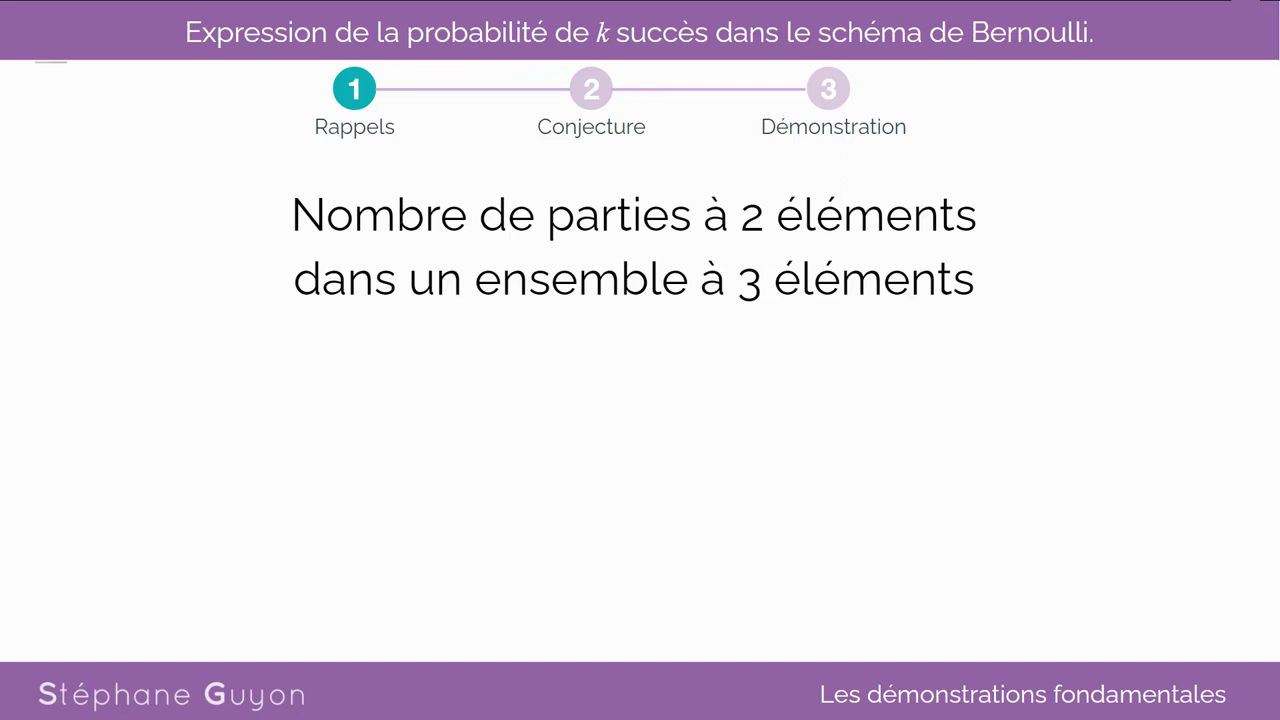 Expression de la probabilité de k succès dans le schéma de Bernoulli.
1 2 3
Rappels Conjecture Démonstration
Nombre de parties à 2 éléments
dans un ensemble à 3 éléments
Stéphane Guyon Les démonstrations fondamentales